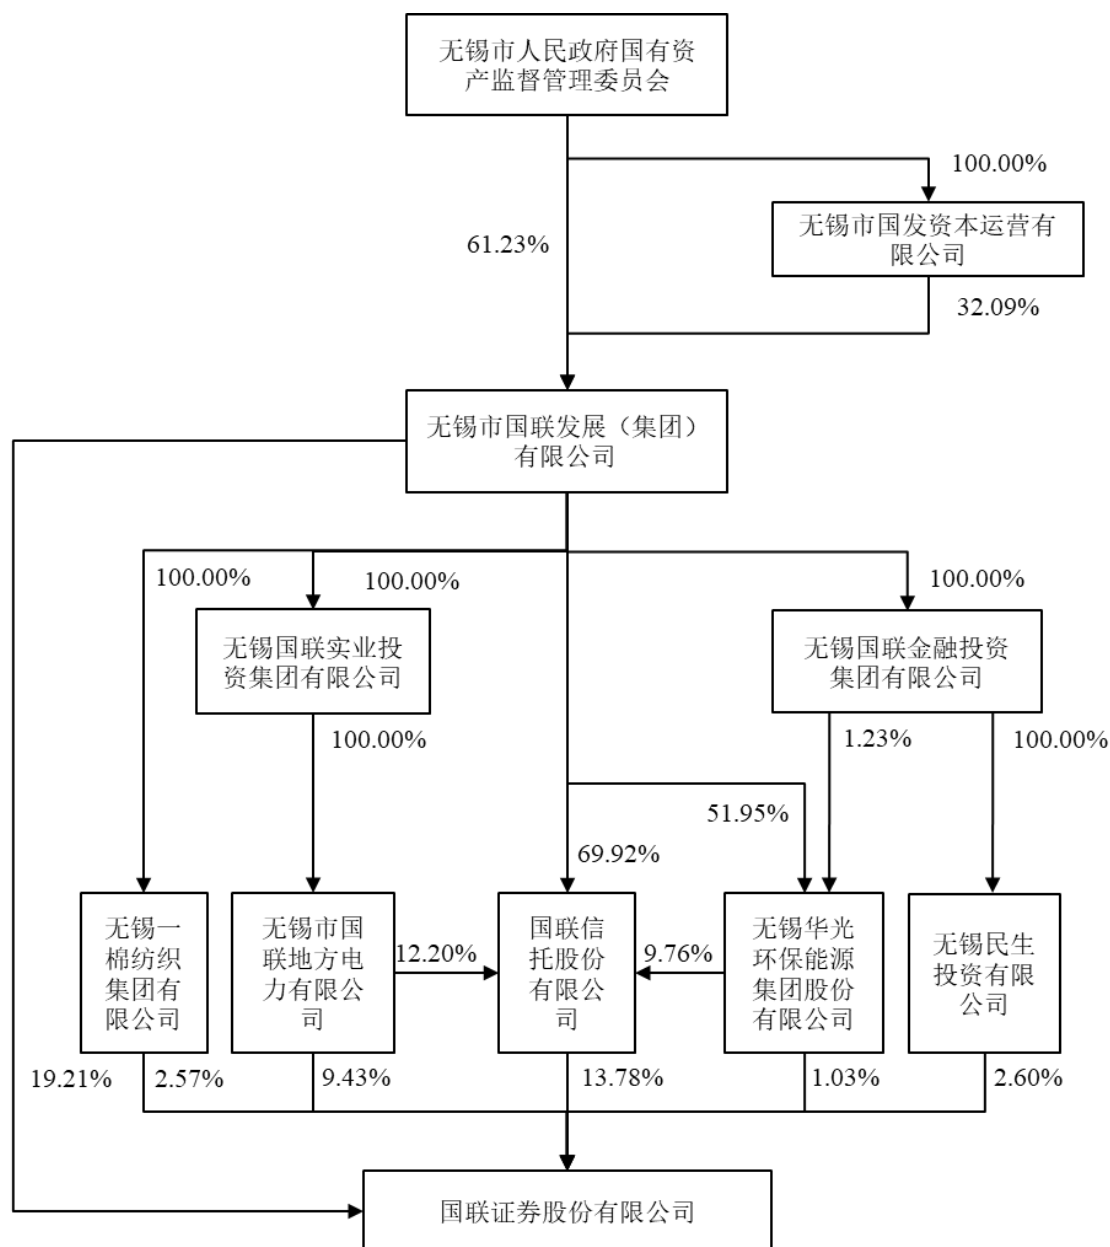 无锡市人民政府国有资
产监督管理委员会
100.00%
无锡市国发资本运营有
限公司
61.23%
32.09%
无锡市国联发展（集团）
有限公司
100.00%
100.00%
100.00%
无锡国联实业投
资集团有限公司
无锡国联金融投资
集团有限公司
100.00%
1.23%
100.00%
51.95%
69.92%
无锡一
棉纺织
集团有
限公司
无锡市国
联地方电
力有限公
司
12.20%
国联信
托股份
有限公
司
9.76%
无锡华光
环保能源
集团股份
有限公司
无锡民生
投资有限
公司
19.21%
2.57%
9.43%
13.78%
1.03%
2.60%
国联证券股份有限公司